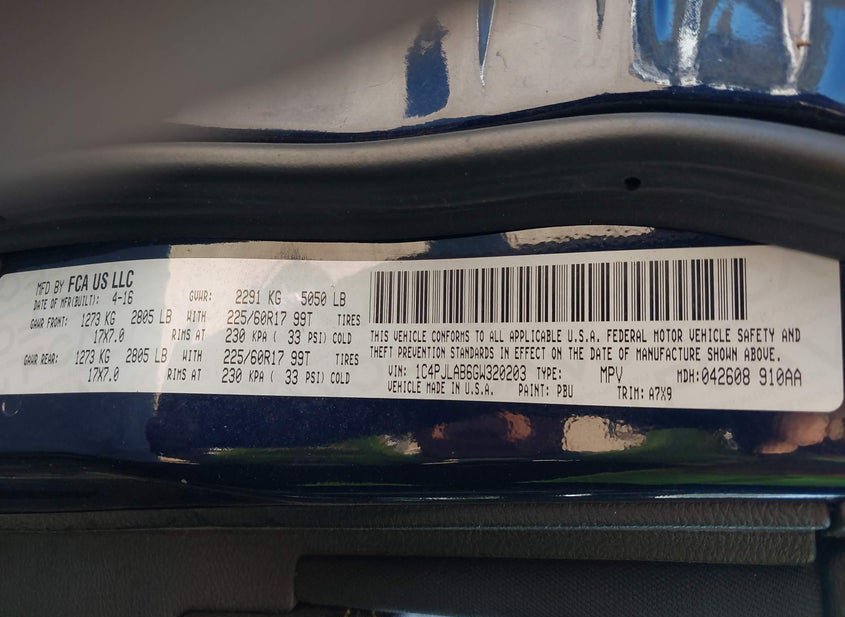 MFD BY FCA US LLC
DATE OF MFR(BUILT): 4-16 GVWR: 2291 KG 5050 LB
GAWR FRONT: 1273 KG 2805 LB WITH 225/60R17 99T TIRES
17X7.0 RIMS AT 230 KPA ( 33 PSI) COLD
GAWR REAR: 1273 KG 2805 LB WITH 225/60R17 99T TIRES
17X7.0 RIMS AT 230 KPA ( 33 PSI) COLD
THIS VEHICLE CONFORMS TO ALL APPLICABLE U.S.A. FEDERAL MOTOR VEHICLE SAFETY AND
THEFT PREVENTION STANDARDS IN EFFECT ON THE DATE OF MANUFACTURE SHOWN ABOVE.
VIN: 1C4PJLAB6GW320203 TYPE: MPV MDH:042608 910AA
VEHICLE MADE IN U.S.A. PAINT: PBU TRIM: A7X9